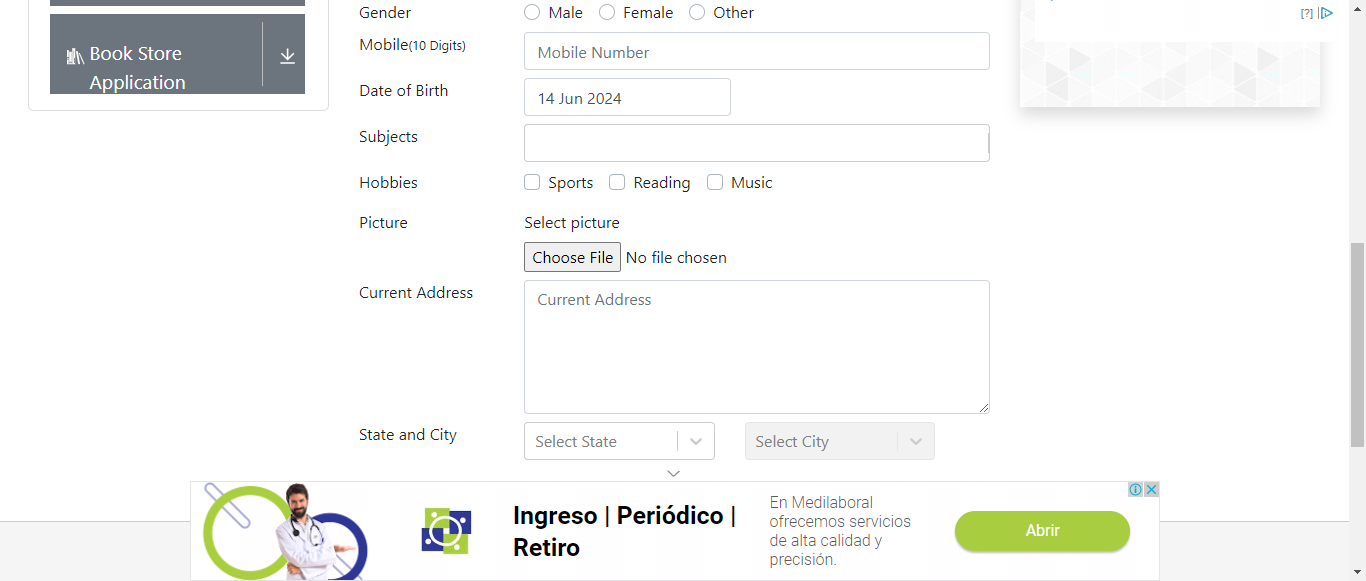 Gender
Male Female Other
[?]
Book Store
Application
Mobile(10 Digits)
Mobile Number
Date of Birth
14 Jun 2024
Subjects
Hobbies
Sports Reading Music
Picture
Select picture
Choose File No file chosen
Current Address
Current Address
State and City
Select State
Select City
Ingreso | Periódico |
Retiro
En Medilaboral
ofrecemos servicios
de alta calidad y
precisión.
Abrir